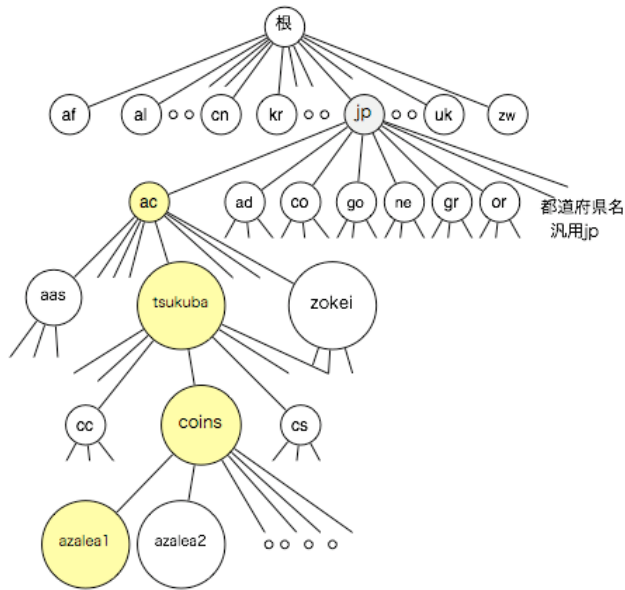 根
af
al
cn
kr
jp
uk
zw
ac
ad
co
go
ne
gr
or
都道府県名
汎用jp
aas
tsukuba
zokei
cc
coins
cs
azalea1
azalea2